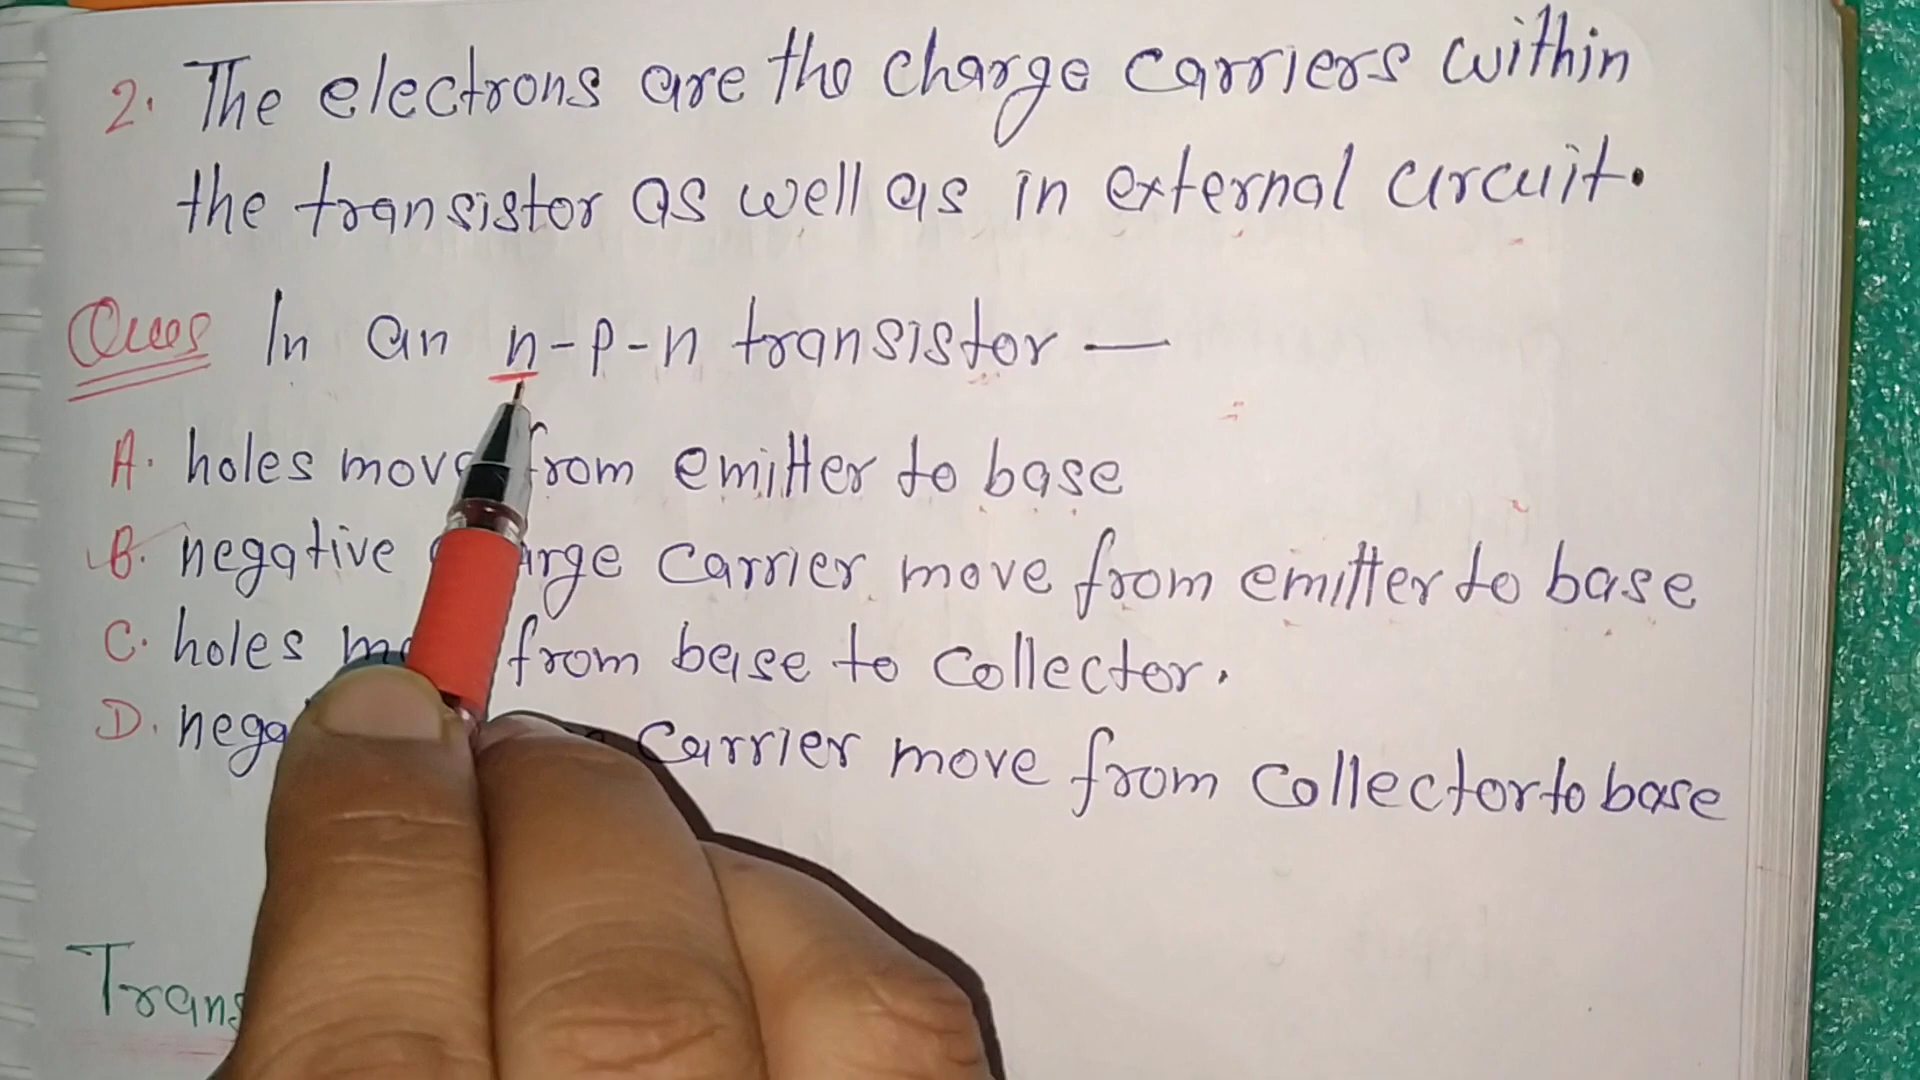 2. The electrons are the charge carriers within
the transistor as well as in external circuit.
Ques In an n-p-n transistor —
A. holes move from emitter to base
B. negative charge carrier move from emitter to base
C. holes from base to collector.
D. carrier move from collector to base